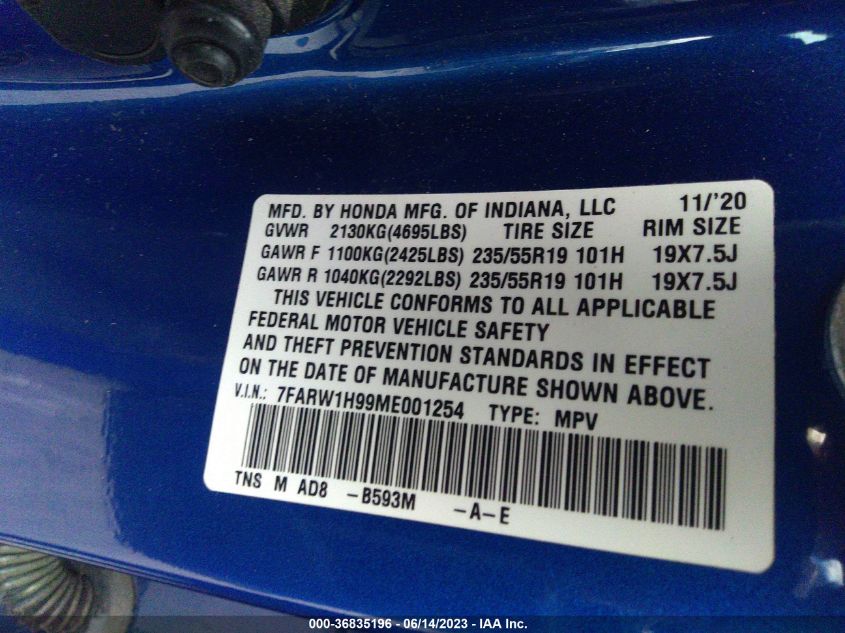 MFD. BY HONDA MFG. OF INDIANA, LLC 11/'20
GVWR 2130KG(4695LBS) TIRE SIZE RIM SIZE
GAWR F 1100KG(2425LBS) 235/55R19 101H 19X7.5J
GAWR R 1040KG(2292LBS) 235/55R19 101H 19X7.5J
THIS VEHICLE CONFORMS TO ALL APPLICABLE
FEDERAL MOTOR VEHICLE SAFETY
AND THEFT PREVENTION STANDARDS IN EFFECT
ON THE DATE OF MANUFACTURE SHOWN ABOVE.
V.I.N.: 7FARW1H99ME001254 TYPE: MPV
TNS M AD8 -B593M -A-E
000-36835196 - 06/14/2023 - IAA Inc.